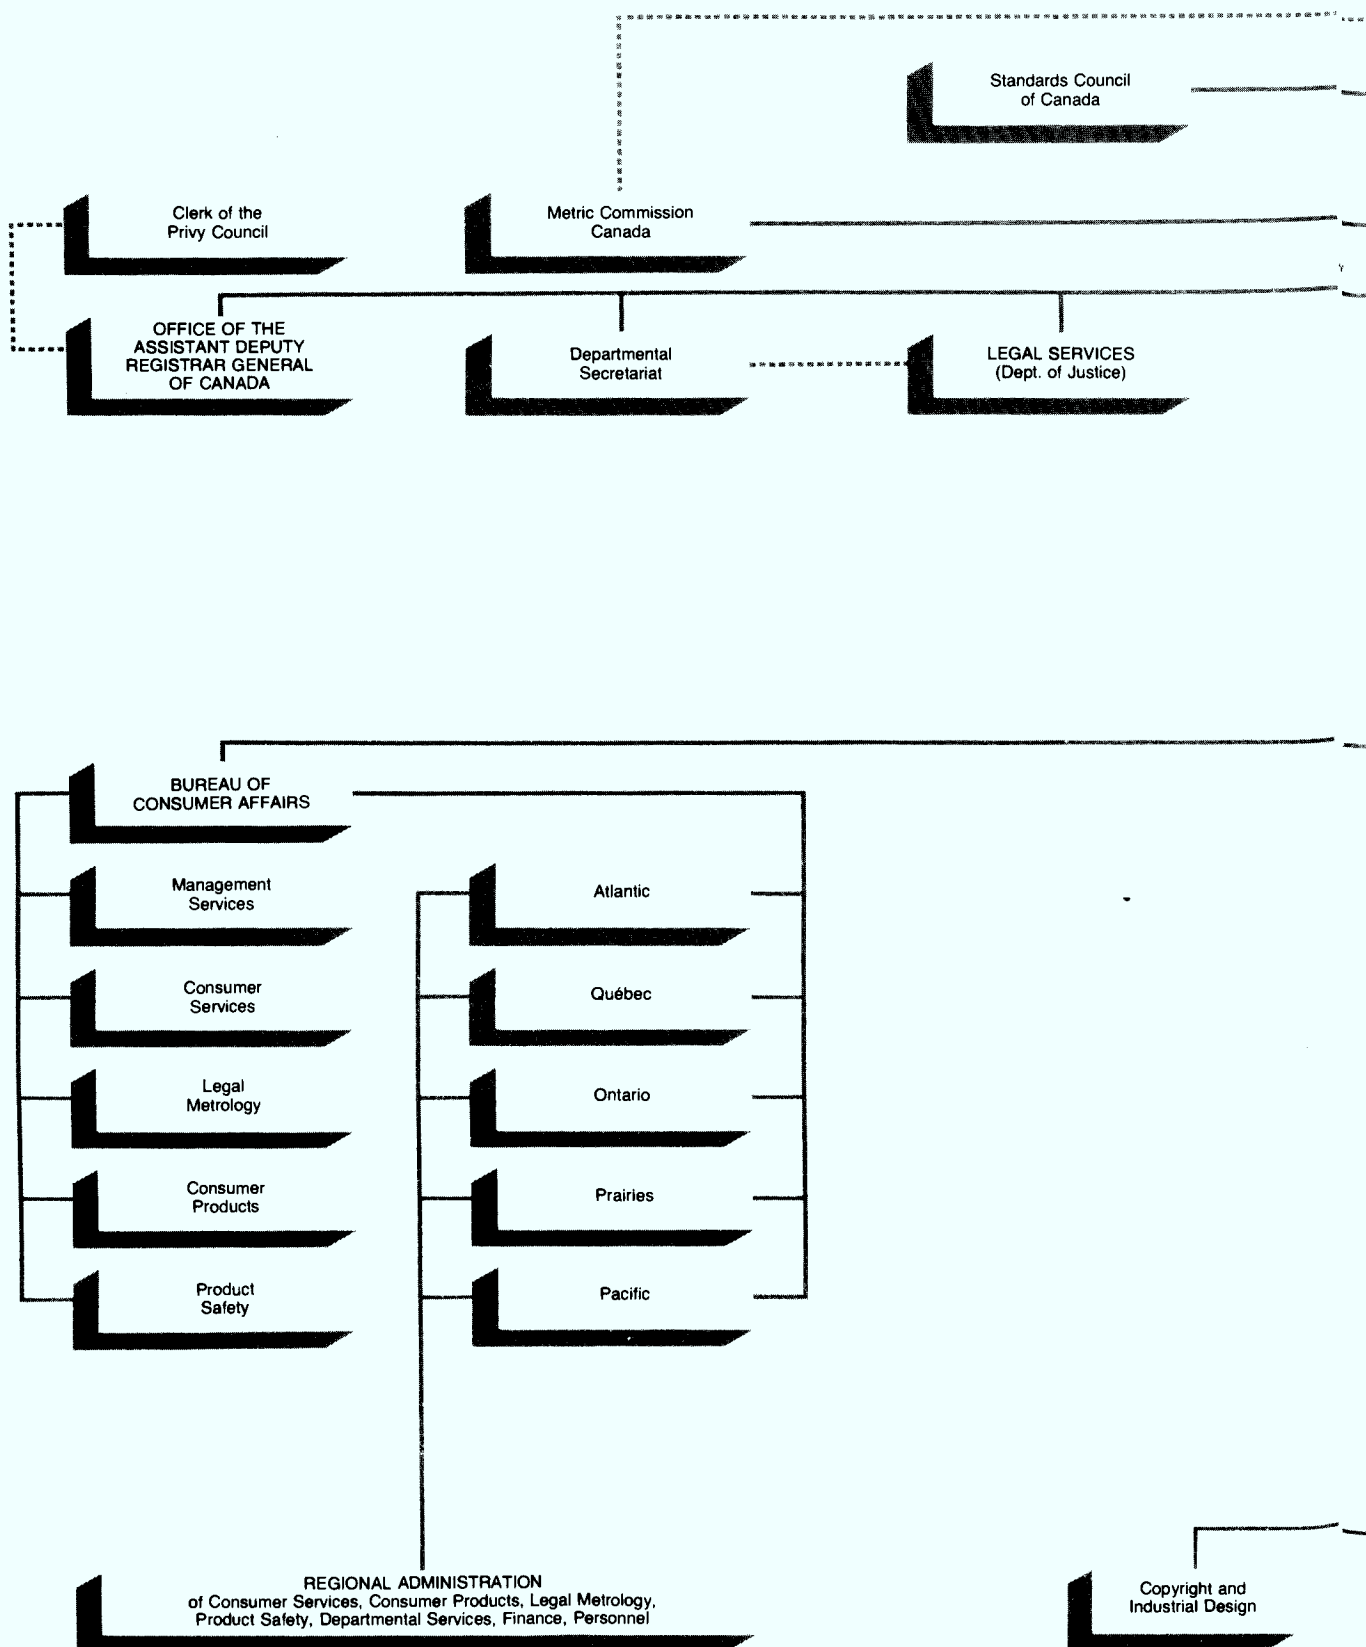 Standards Council
of Canada
Clerk of the
Privy Council
Metric Commission
Canada
OFFICE OF THE
ASSISTANT DEPUTY
REGISTRAR GENERAL
OF CANADA
Departmental
Secretariat
LEGAL SERVICES
(Dept. of Justice)
BUREAU OF
CONSUMER AFFAIRS
Management
Services
Atlantic
Consumer
Services
Québec
Legal
Metrology
Ontario
Consumer
Products
Prairies
Product
Safety
Pacific
REGIONAL ADMINISTRATION
of Consumer Services, Consumer Products, Legal Metrology,
Product Safety, Departmental Services, Finance, Personnel
Copyright and
Industrial Design